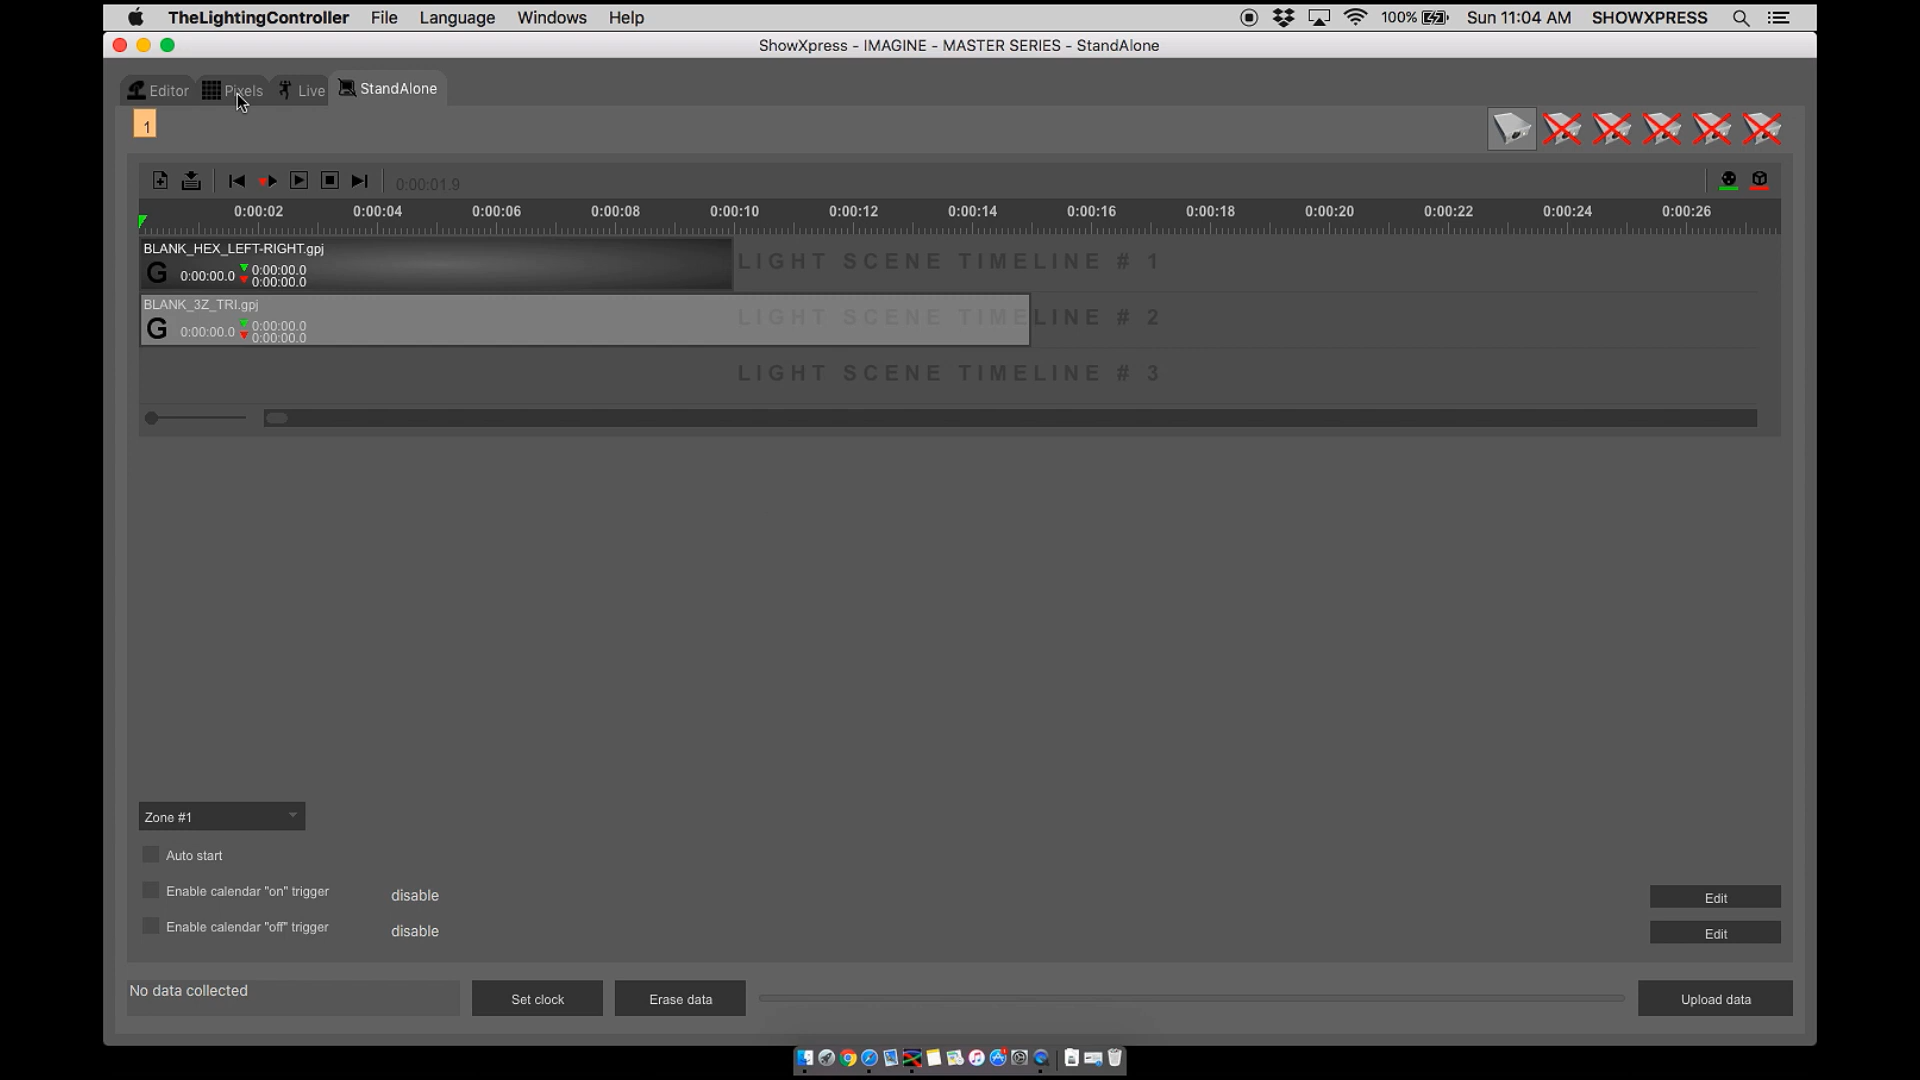 TheLightingController File Language Windows Help 100% Sun 11:04 AM SHOWXPRESS
ShowXpress - IMAGINE - MASTER SERIES - StandAlone
Editor Pixels Live StandAlone
1
0:00:01.9
0:00:02 0:00:04 0:00:06 0:00:08 0:00:10 0:00:12 0:00:14 0:00:16 0:00:18 0:00:20 0:00:22 0:00:24 0:00:26
BLANK_HEX_LEFT-RIGHT.gpj
LIGHT SCENE TIMELINE # 1
G 0:00:00.0 0:00:00.0
0:00:00.0
BLANK_3Z_TRI.gpj
LIGHT SCENE TIMELINE # 2
G 0:00:00.0 0:00:00.0
0:00:00.0
LIGHT SCENE TIMELINE # 3
Zone #1
Auto start
Enable calendar "on" trigger disable Edit
Enable calendar "off" trigger disable Edit
No data collected Set clock Erase data Upload data